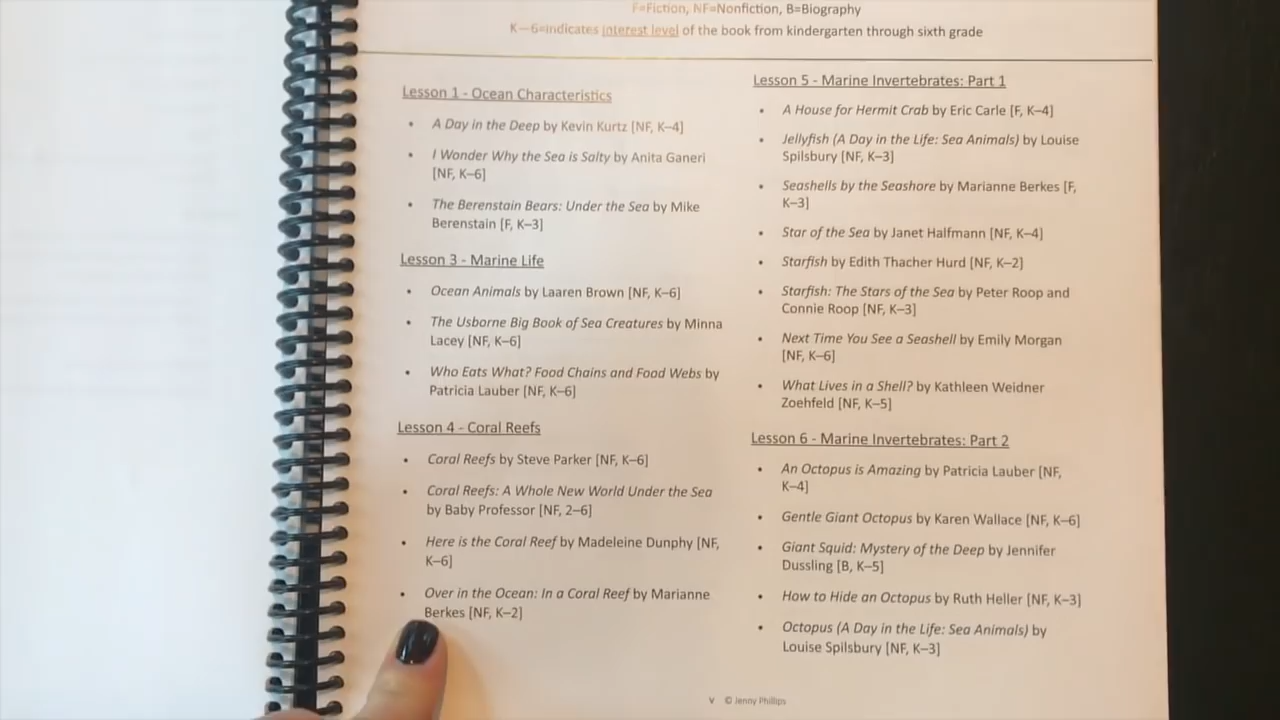 F=Fiction, NF=Nonfiction, B=Biography
K—6=Indicates interest level of the book from kindergarten through sixth grade
Lesson 1 - Ocean Characteristics
• A Day in the Deep by Kevin Kurtz [NF, K–4]
• I Wonder Why the Sea is Salty by Anita Ganeri
[NF, K–6]
• The Berenstain Bears: Under the Sea by Mike
Berenstain [F, K–3]
Lesson 3 - Marine Life
• Ocean Animals by Laaren Brown [NF, K–6]
• The Usborne Big Book of Sea Creatures by Minna
Lacey [NF, K–6]
• Who Eats What? Food Chains and Food Webs by
Patricia Lauber [NF, K–6]
Lesson 4 - Coral Reefs
• Coral Reefs by Steve Parker [NF, K–6]
• Coral Reefs: A Whole New World Under the Sea
by Baby Professor [NF, 2–6]
• Here is the Coral Reef by Madeleine Dunphy [NF,
K–6]
• Over in the Ocean: In a Coral Reef by Marianne
Berkes [NF, K–2]
Lesson 5 - Marine Invertebrates: Part 1
• A House for Hermit Crab by Eric Carle [F, K–4]
• Jellyfish (A Day in the Life: Sea Animals) by Louise
Spilsbury [NF, K–3]
• Seashells by the Seashore by Marianne Berkes [F,
K–3]
• Star of the Sea by Janet Halfmann [NF, K–4]
• Starfish by Edith Thacher Hurd [NF, K–2]
• Starfish: The Stars of the Sea by Peter Roop and
Connie Roop [NF, K–3]
• Next Time You See a Seashell by Emily Morgan
[NF, K–6]
• What Lives in a Shell? by Kathleen Weidner
Zoehfeld [NF, K–5]
Lesson 6 - Marine Invertebrates: Part 2
• An Octopus is Amazing by Patricia Lauber [NF,
K–4]
• Gentle Giant Octopus by Karen Wallace [NF, K–6]
• Giant Squid: Mystery of the Deep by Jennifer
Dussling [B, K–5]
• How to Hide an Octopus by Ruth Heller [NF, K–3]
• Octopus (A Day in the Life: Sea Animals) by
Louise Spilsbury [NF, K–3]
V © Jenny Phillips